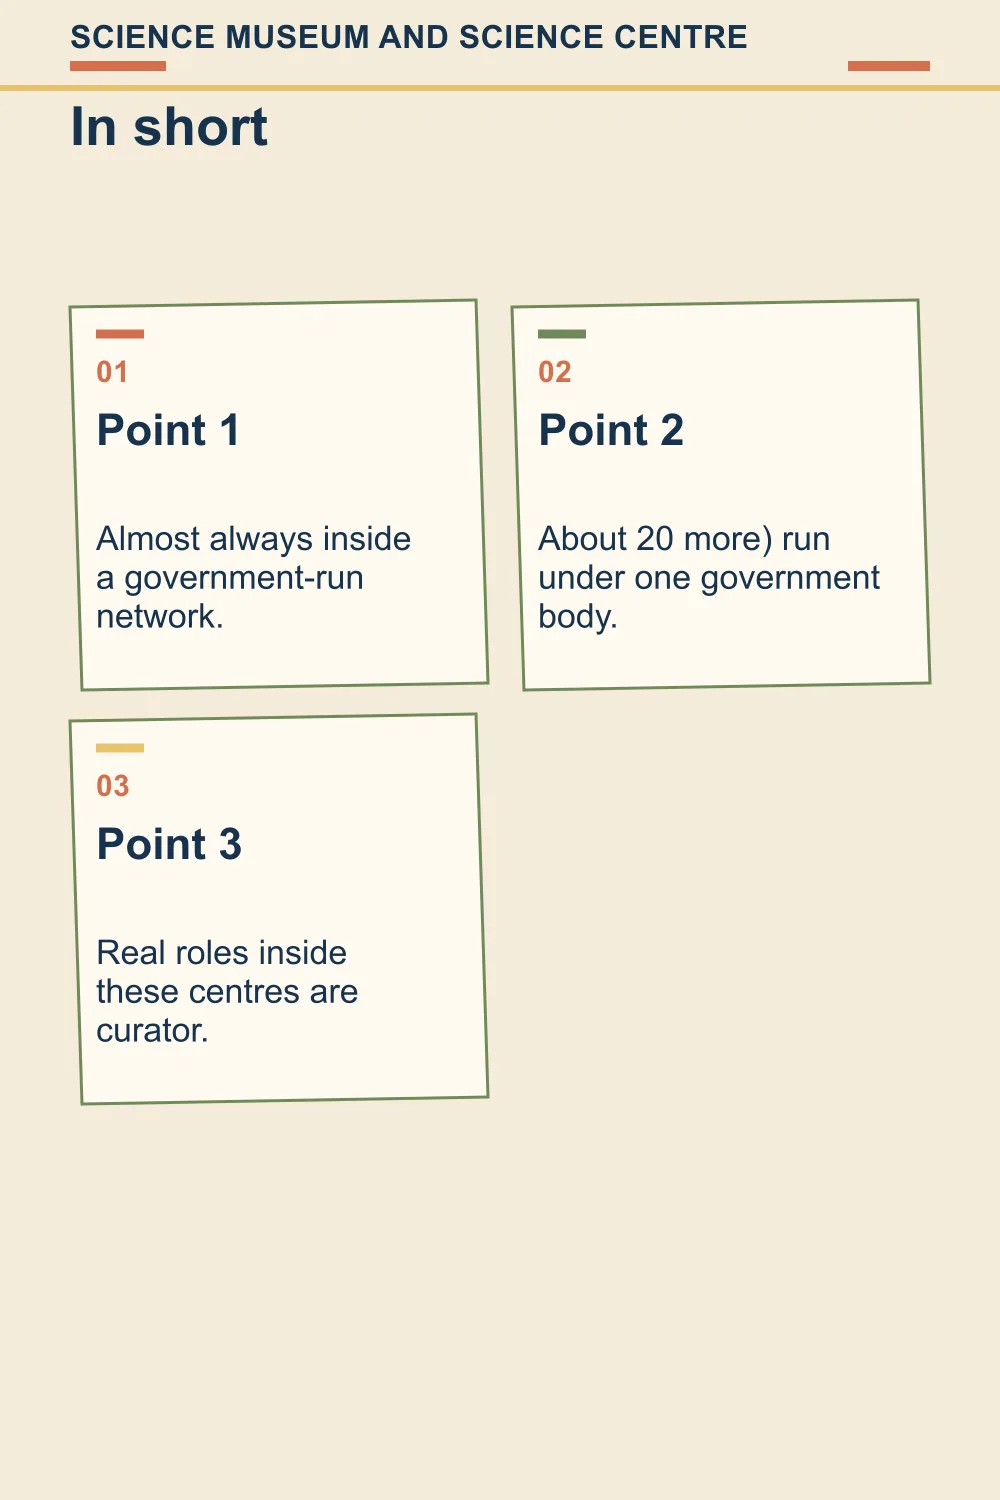 SCIENCE MUSEUM AND SCIENCE CENTRE
In short
01
Point 1
Almost always inside
a government-run
network.
02
Point 2
About 20 more) run
under one government
body.
03
Point 3
Real roles inside
these centres are
curator.